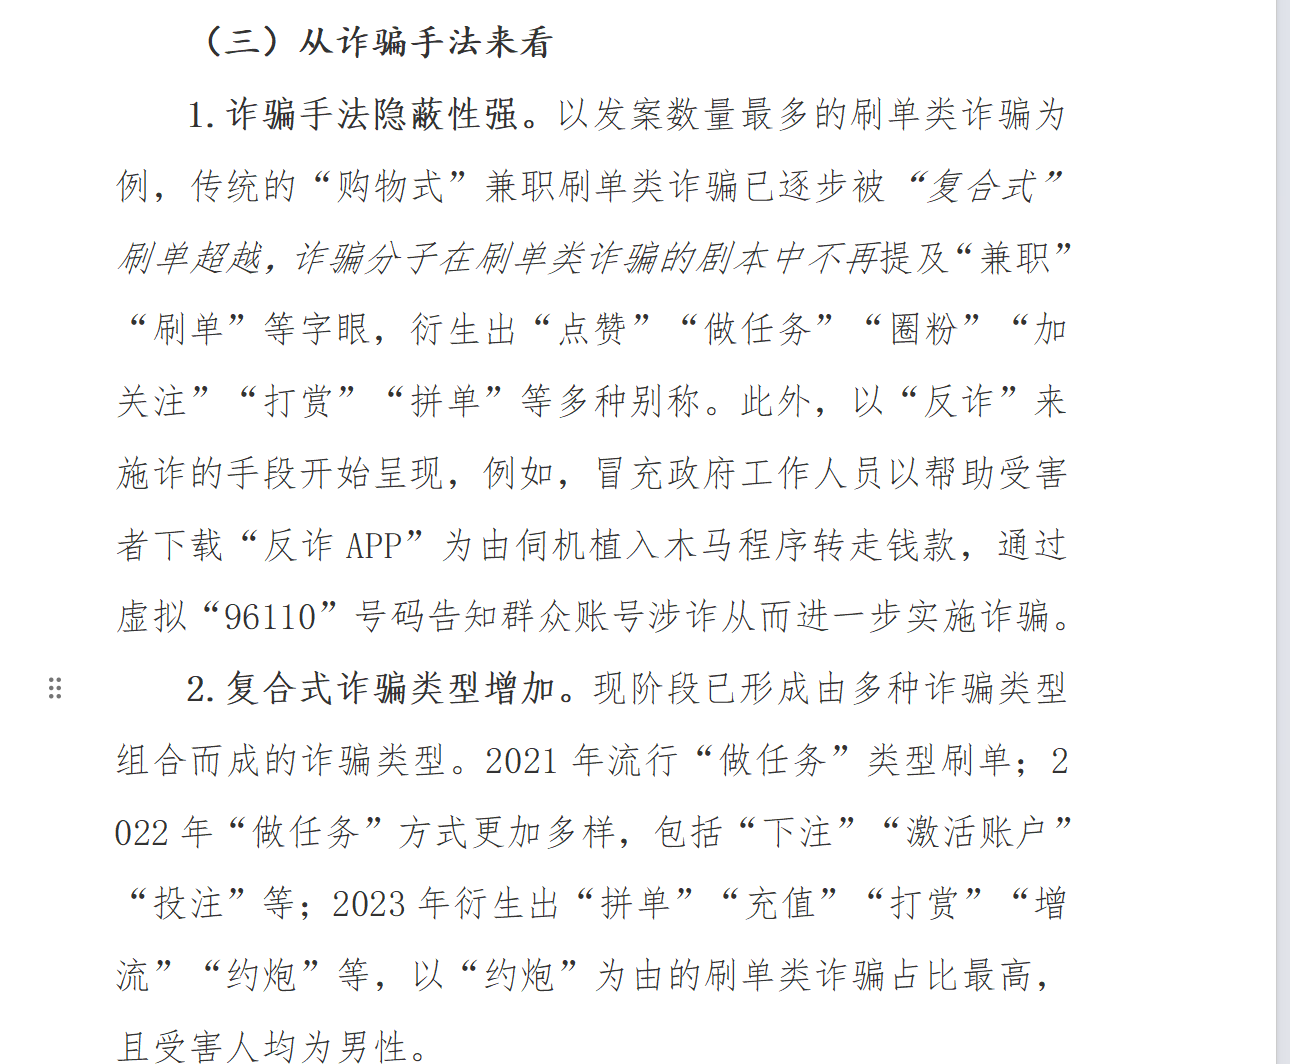 （三）从诈骗手法来看
1.诈骗手法隐蔽性强。以发案数量最多的刷单类诈骗为
例，传统的“购物式”兼职刷单类诈骗已逐步被“复合式”
刷单超越，诈骗分子在刷单类诈骗的剧本中不再提及“兼职”
“刷单”等字眼，衍生出“点赞”“做任务”“圈粉”“加
关注”“打赏”“拼单”等多种别称。此外，以“反诈”来
施诈的手段开始呈现，例如，冒充政府工作人员以帮助受害
者下载“反诈 APP”为由伺机植入木马程序转走钱款，通过
虚拟“96110”号码告知群众账号涉诈从而进一步实施诈骗。
2.复合式诈骗类型增加。现阶段已形成由多种诈骗类型
组合而成的诈骗类型。2021 年流行“做任务”类型刷单；2
022 年“做任务”方式更加多样，包括“下注”“激活账户”
“投注”等；2023 年衍生出“拼单”“充值”“打赏”“增
流”“约炮”等，以“约炮”为由的刷单类诈骗占比最高，
且受害人均为男性。